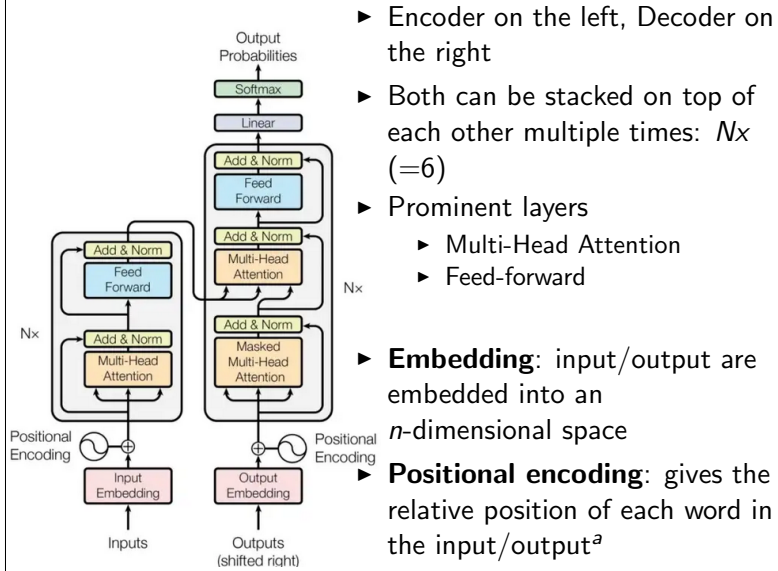 Output
Probabilities
Softmax
Linear
Add & Norm
Feed
Forward
Add & Norm
Multi-Head
Attention
Nx
Add & Norm
Masked
Multi-Head
Attention
Add & Norm
Feed
Forward
Nx
Add & Norm
Multi-Head
Attention
Positional
Encoding
Positional
Encoding
Input
Embedding
Output
Embedding
Inputs
Outputs
(shifted right)
▶ Encoder on the left, Decoder on
the right
▶ Both can be stacked on top of
each other multiple times: Nx
(=6)
▶ Prominent layers
▶ Multi-Head Attention
▶ Feed-forward
▶ Embedding: input/output are
embedded into an
n-dimensional space
▶ Positional encoding: gives the
relative position of each word in
the input/outputᵃ